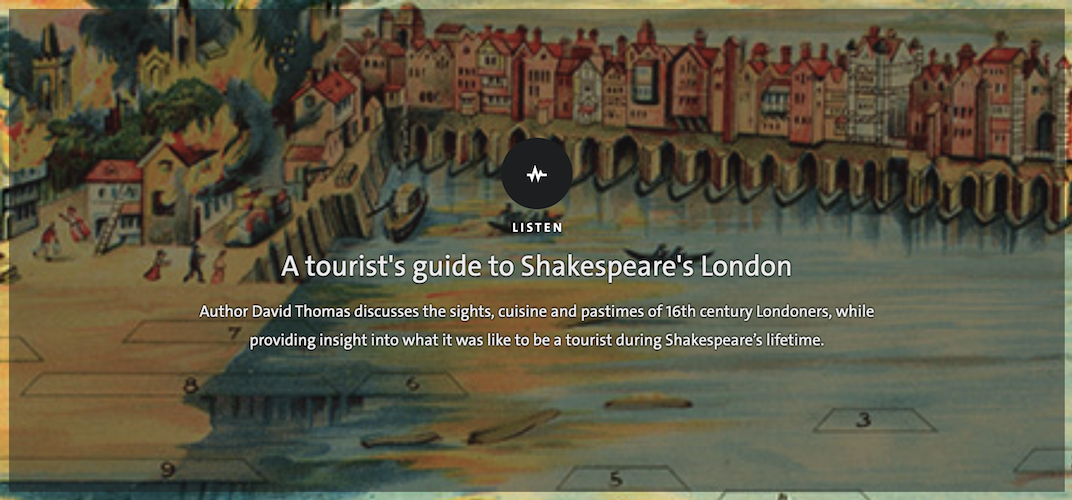 LISTEN
A tourist's guide to Shakespeare's London
Author David Thomas discusses the sights, cuisine and pastimes of 16th century Londoners, while
providing insight into what it was like to be a tourist during Shakespeare’s lifetime.
7
8
6
3
9
5